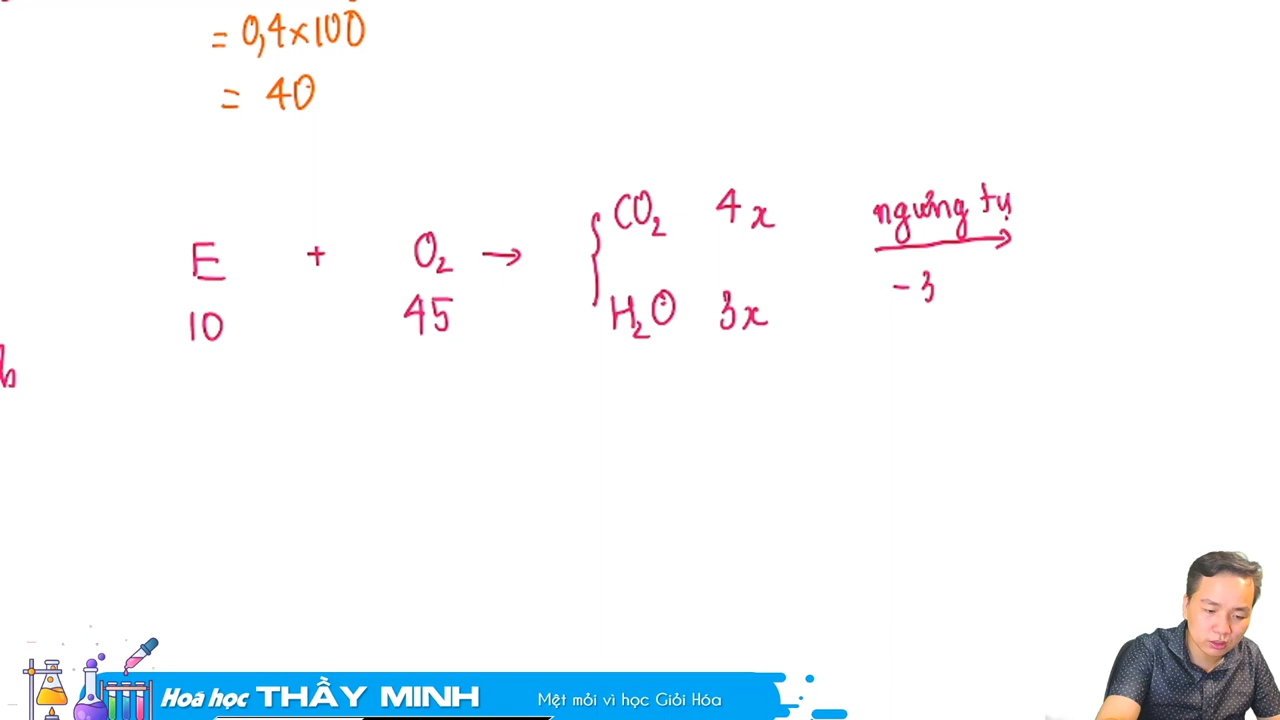 = 0,4×100
= 40
CO₂ 4x
ngưng tụ
E + O₂ →
-3
10 45
H₂O 3x
b
Hoá học THẦY MINH
Mệt mỏi vì học Giỏi Hóa